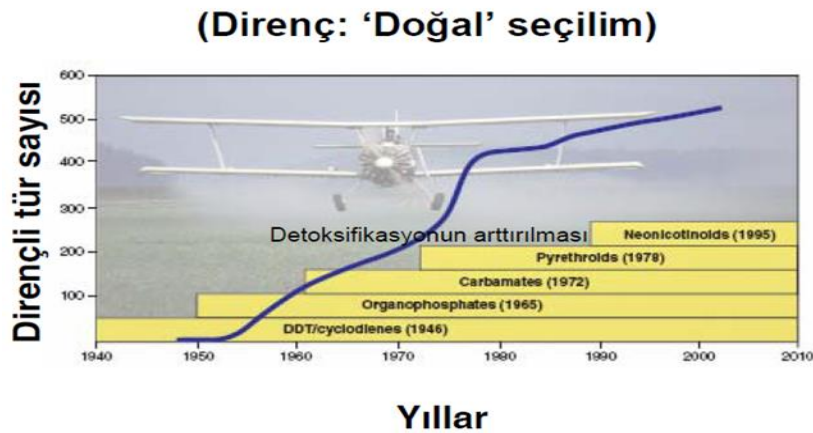 (Direnç: ‘Doğal’ seçilim)
Dirençli tür sayısı
600
500
400
300
200
100
Detoksifikasyonun arttırılması
Neonicotinoids (1995)
Pyrethroids (1978)
Carbamates (1972)
Organophosphates (1965)
DDT/cyclodienes (1946)
1940 1950 1960 1970 1980 1990 2000 2010
Yıllar